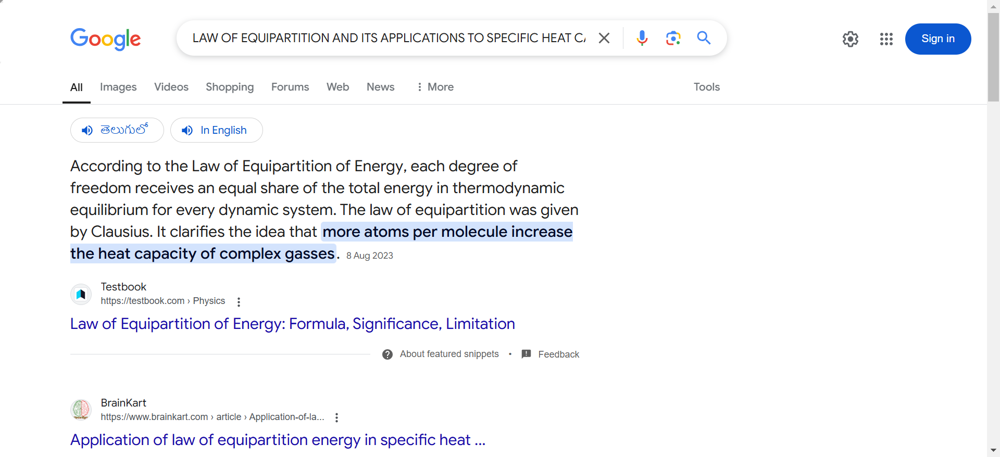 Google
LAW OF EQUIPARTITION AND ITS APPLICATIONS TO SPECIFIC HEAT
Sign in
All Images Videos Shopping Forums Web News More Tools
తెలుగులో In English
According to the Law of Equipartition of Energy, each degree of
freedom receives an equal share of the total energy in thermodynamic
equilibrium for every dynamic system. The law of equipartition was given
by Clausius. It clarifies the idea that more atoms per molecule increase
the heat capacity of complex gasses. 8 Aug 2023
Testbook
https://testbook.com › Physics
Law of Equipartition of Energy: Formula, Significance, Limitation
About featured snippets • Feedback
BrainKart
https://www.brainkart.com › article › Application-of-la...
Application of law of equipartition energy in specific heat ...